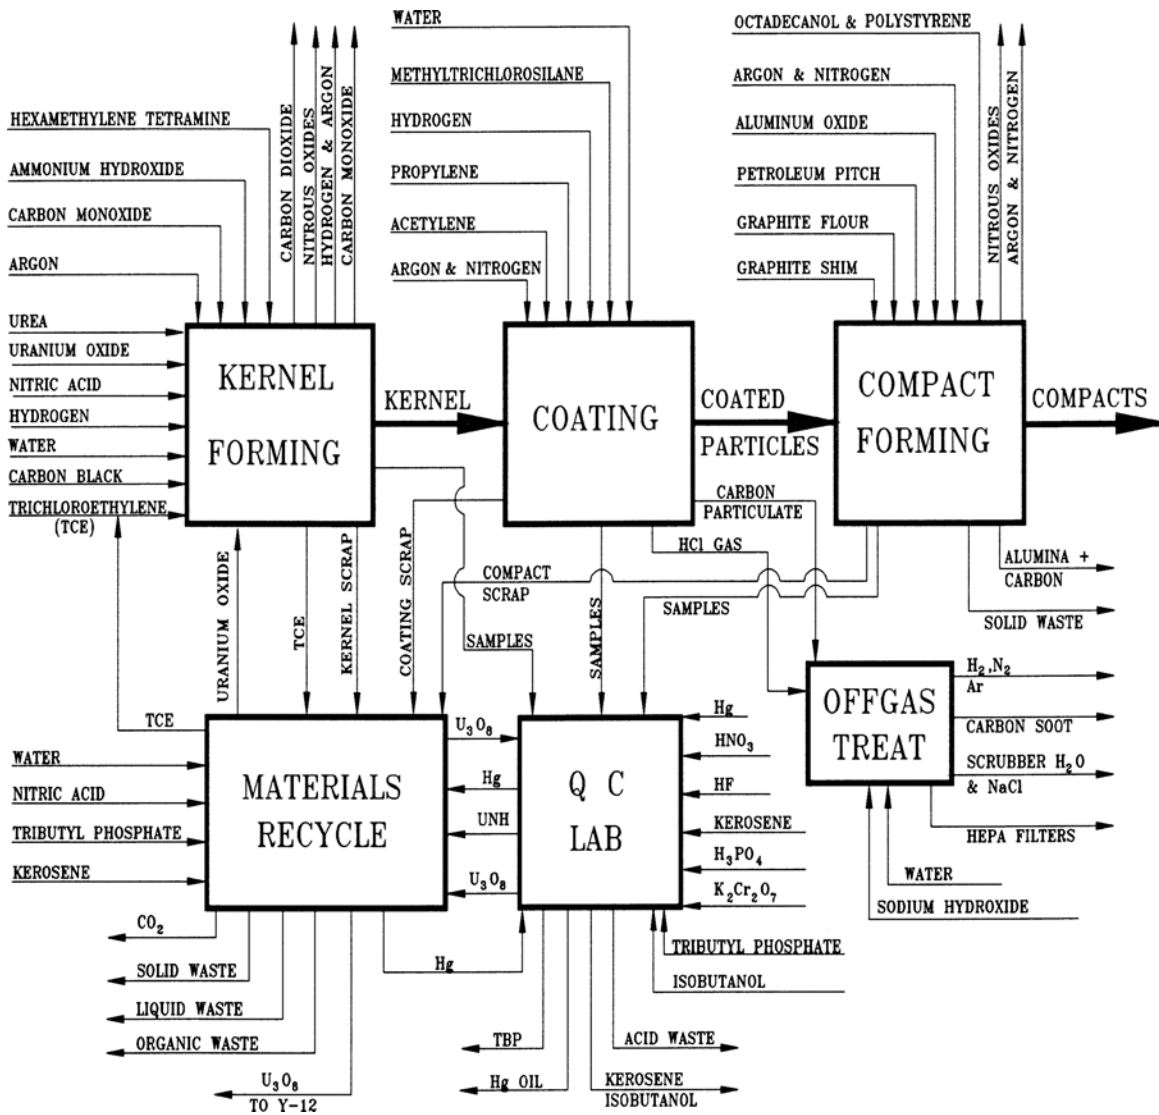 WATER
OCTADECANOL & POLYSTYRENE
METHYLTRICHLOROSILANE
ARGON & NITROGEN
HEXAMETHYLENE TETRAMINE
HYDROGEN
ALUMINUM OXIDE
AMMONIUM HYDROXIDE
PROPYLENE
PETROLEUM PITCH
CARBON MONOXIDE
ACETYLENE
GRAPHITE FLOUR
ARGON
ARGON & NITROGEN
GRAPHITE SHIM
CARBON DIOXIDE
NITROUS OXIDES
HYDROGEN & ARGON
CARBON MONOXIDE
NITROUS OXIDES
ARGON & NITROGEN
UREA
URANIUM OXIDE
NITRIC ACID
HYDROGEN
WATER
CARBON BLACK
TRICHLOROETHYLENE
(TCE)
KERNEL
FORMING
KERNEL
COATING
COATED
PARTICLES
COMPACT
FORMING
COMPACTS
CARBON
PARTICULATE
HCl GAS
URANIUM OXIDE
TCE
KERNEL SCRAP
COATING SCRAP
COMPACT
SCRAP
SAMPLES
SAMPLES
SAMPLES
ALUMINA +
CARBON
SOLID WASTE
OFFGAS
TREAT
H₂,N₂
Ar
CARBON SOOT
SCRUBBER H₂O
& NaCl
HEPA FILTERS
WATER
SODIUM HYDROXIDE
TCE
WATER
NITRIC ACID
TRIBUTYL PHOSPHATE
KEROSENE
MATERIALS
RECYCLE
U₃O₈
Hg
UNH
U₃O₈
Q C
LAB
Hg
HNO₃
HF
KEROSENE
H₃PO₄
K₂Cr₂O₇
TRIBUTYL PHOSPHATE
ISOBUTANOL
CO₂
SOLID WASTE
LIQUID WASTE
ORGANIC WASTE
U₃O₈
TO Y-12
Hg
TBP
Hg OIL
ACID WASTE
KEROSENE
ISOBUTANOL